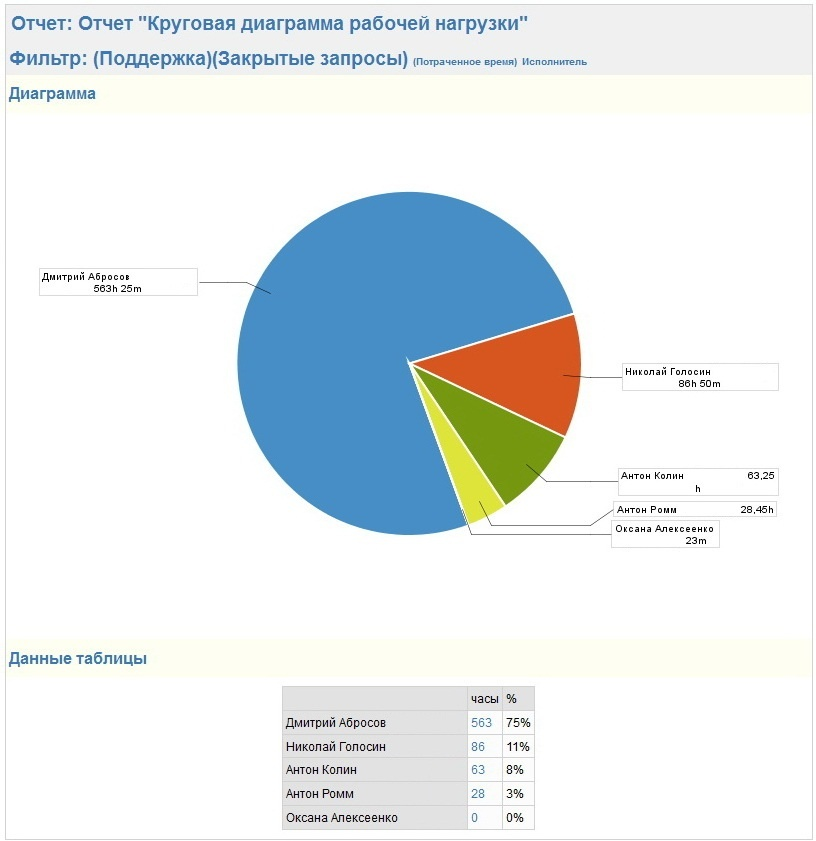 Отчет: Отчет "Круговая диаграмма рабочей нагрузки"
Фильтр: (Поддержка)(Закрытые запросы) (Потраченное время) Исполнитель
Диаграмма
Дмитрий Абросов
563h 25m
Николай Голосин
86h 50m
Антон Колин 63,25
h
Антон Ромм 28,45h
Оксана Алексеенко
23m
Данные таблицы
часы %
Дмитрий Абросов 563 75%
Николай Голосин 86 11%
Антон Колин 63 8%
Антон Ромм 28 3%
Оксана Алексеенко 0 0%